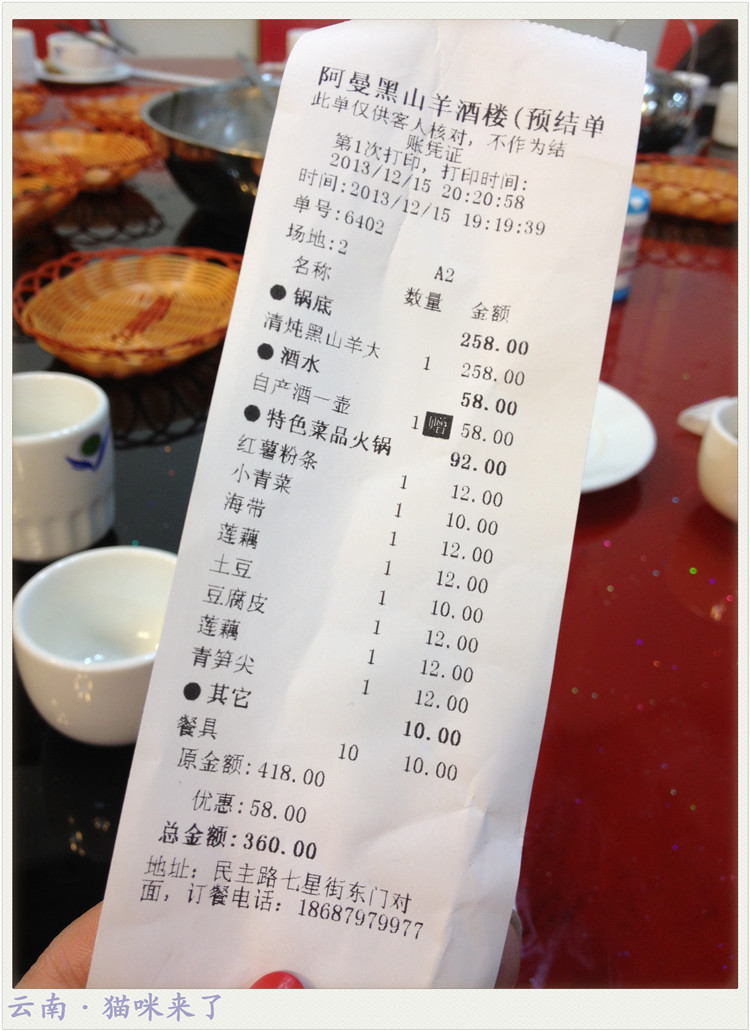 阿曼黑山羊酒楼(预结单
此单仅供客人核对，不作为结
账凭证
第1次打印，打印时间:
2013/12/15 20:20:58
时间:2013/12/15 19:19:39
单号:6402
场地:2 A2
名称 数量 金额
●锅底 258.00
清炖黑山羊大 1 258.00
●酒水 58.00
自产酒一壶 1 赠 58.00
●特色菜品火锅 92.00
红薯粉条 1 12.00
小青菜 1 10.00
海带 1 12.00
莲藕 1 12.00
土豆 1 10.00
豆腐皮 1 12.00
莲藕 1 12.00
青笋尖 1 12.00
●其它 10.00
餐具 10 10.00
原金额:418.00
优惠:58.00
总金额:360.00
地址: 民主路七星街东门对
面，订餐电话: 18687979977
云南·猫咪来了